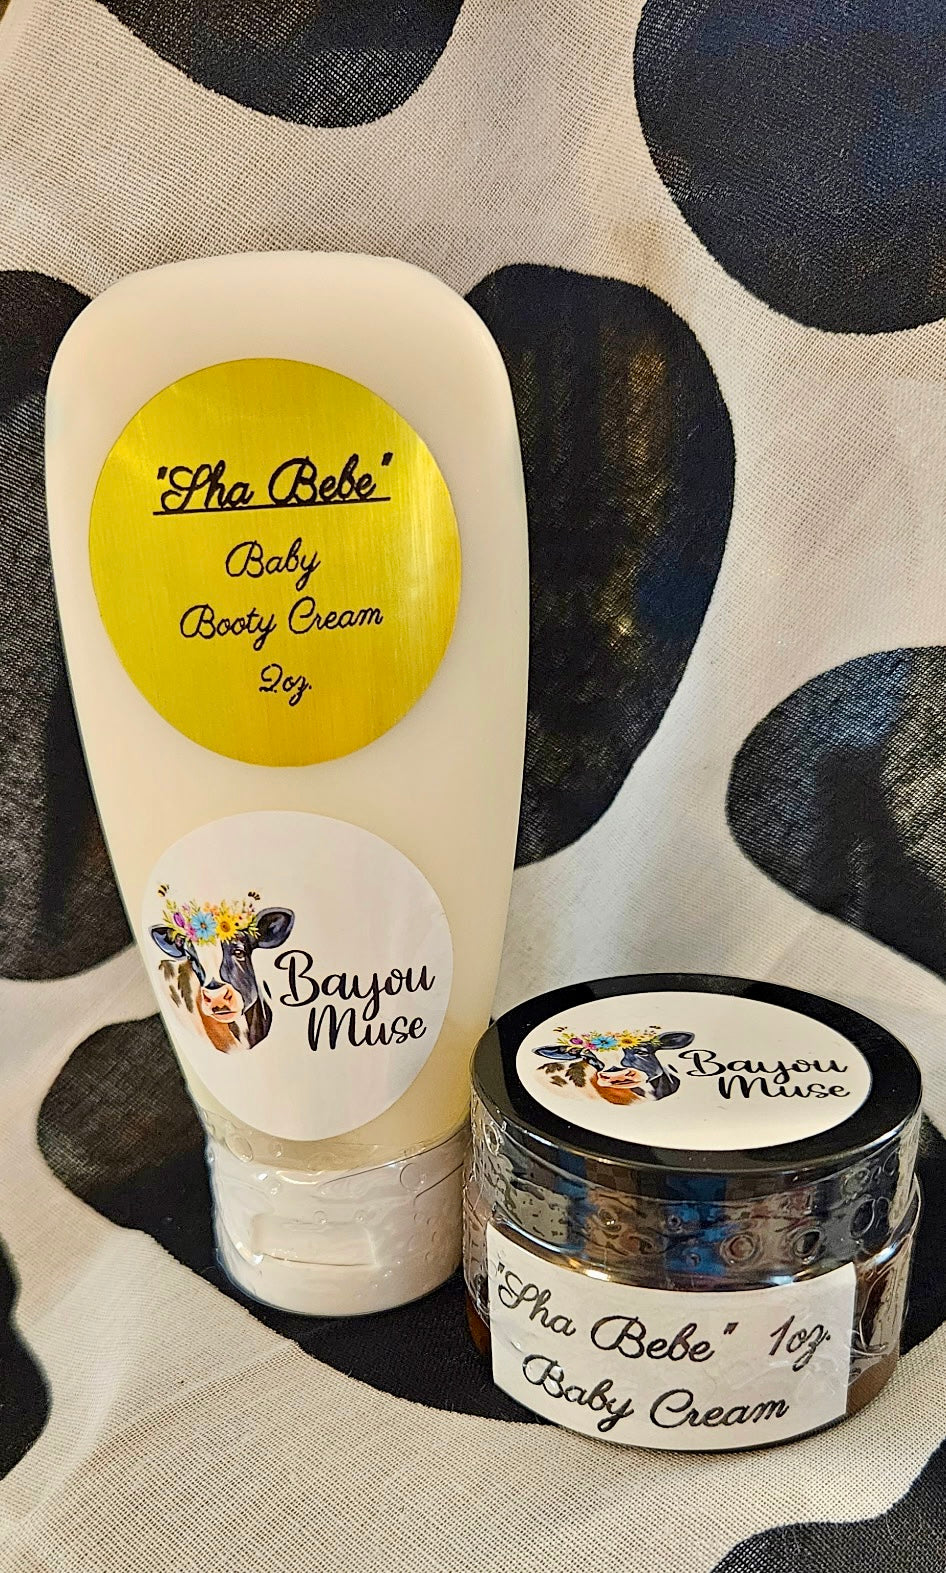 "Sha Bebe"
Baby
Booty Cream
2oz.
Bayou
Muse
Bayou
Muse
"Sha Bebe" 1oz.
Baby Cream